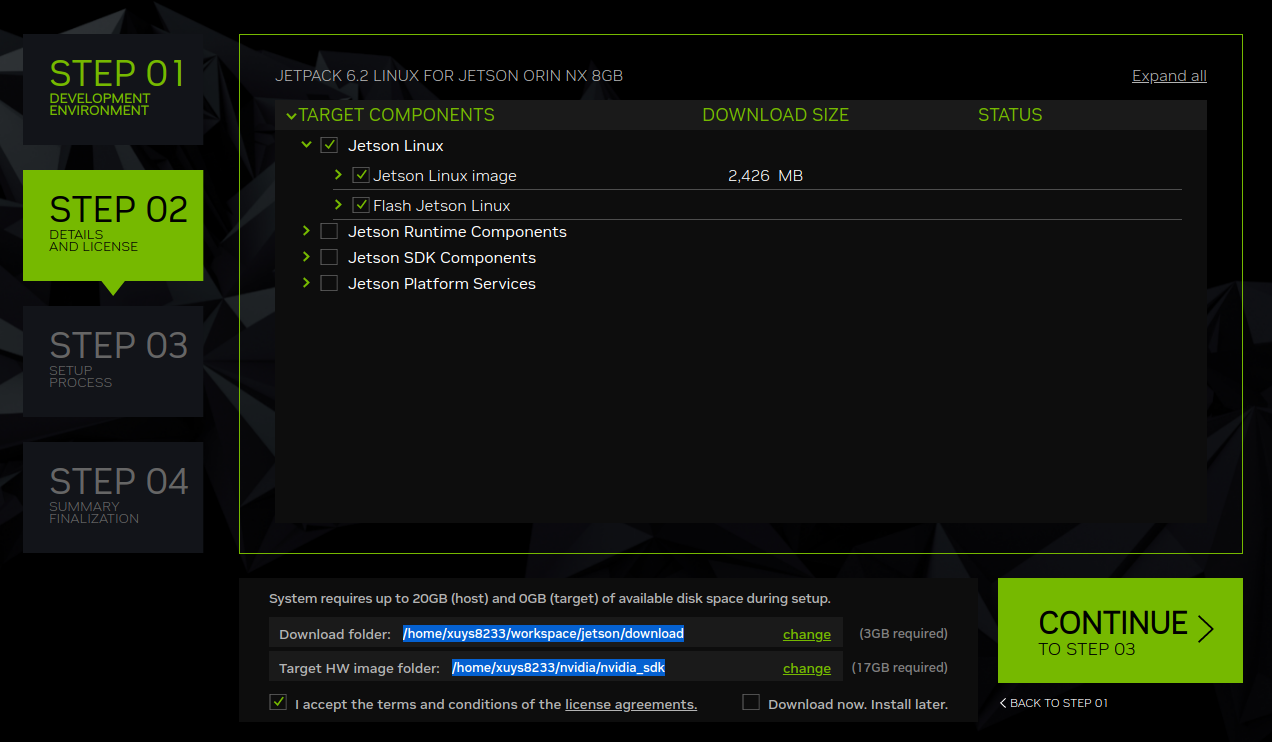 STEP 01
DEVELOPMENT
ENVIRONMENT
STEP 02
DETAILS
AND LICENSE
STEP 03
SETUP
PROCESS
STEP 04
SUMMARY
FINALIZATION
JETPACK 6.2 LINUX FOR JETSON ORIN NX 8GB Expand all
TARGET COMPONENTS DOWNLOAD SIZE STATUS
Jetson Linux
Jetson Linux image 2,426 MB
Flash Jetson Linux
Jetson Runtime Components
Jetson SDK Components
Jetson Platform Services
System requires up to 20GB (host) and 0GB (target) of available disk space during setup.
Download folder: /home/xuys8233/workspace/jetson/download change (3GB required)
Target HW image folder: /home/xuys8233/nvidia/nvidia_sdk change (17GB required)
I accept the terms and conditions of the license agreements. Download now. Install later.
CONTINUE
TO STEP 03
BACK TO STEP 01